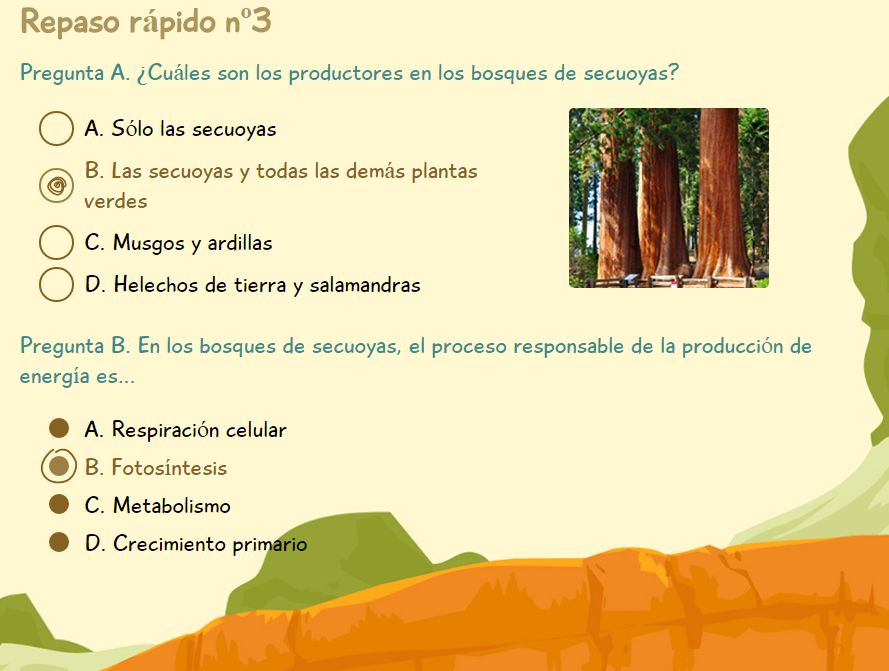 Repaso rápido nº3
Pregunta A. ¿Cuáles son los productores en los bosques de secuoyas?
A. Sólo las secuoyas
B. Las secuoyas y todas las demás plantas
verdes
C. Musgos y ardillas
D. Helechos de tierra y salamandras
Pregunta B. En los bosques de secuoyas, el proceso responsable de la producción de
energía es...
A. Respiración celular
B. Fotosíntesis
C. Metabolismo
D. Crecimiento primario